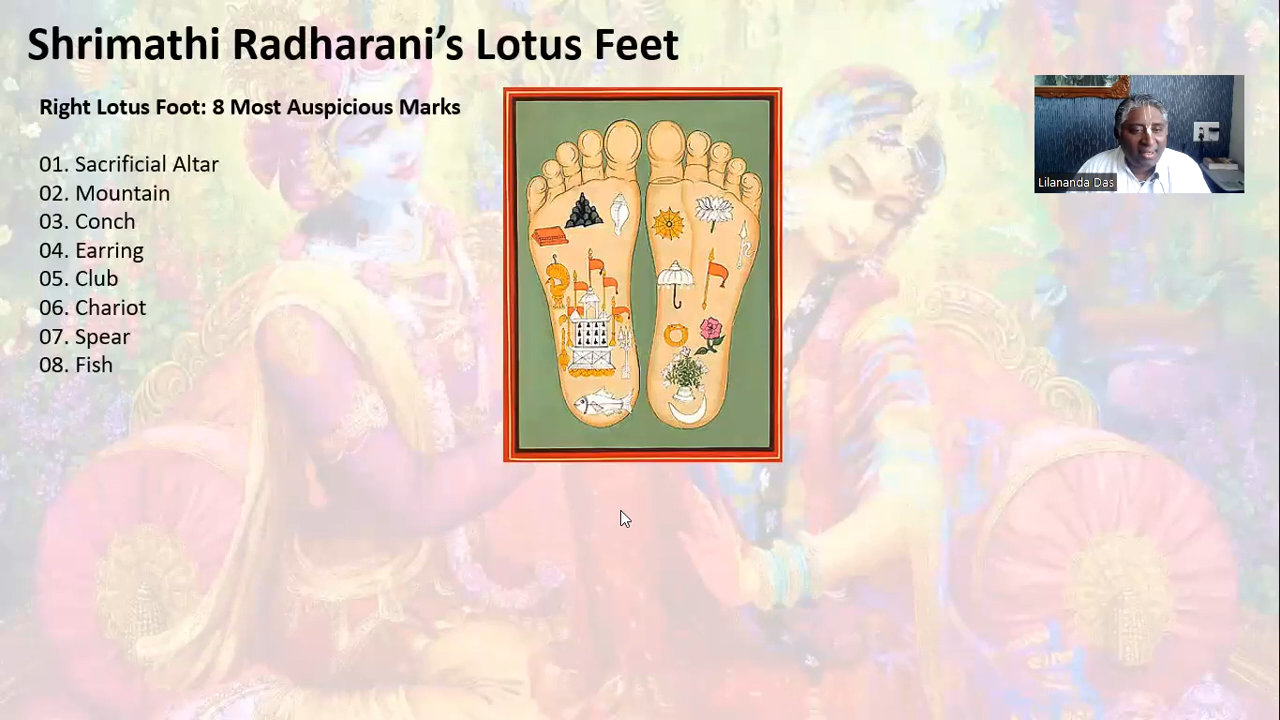 Shrimathi Radharani’s Lotus Feet
Right Lotus Foot: 8 Most Auspicious Marks
01. Sacrificial Altar
02. Mountain
03. Conch
04. Earring
05. Club
06. Chariot
07. Spear
08. Fish
Lilananda Das